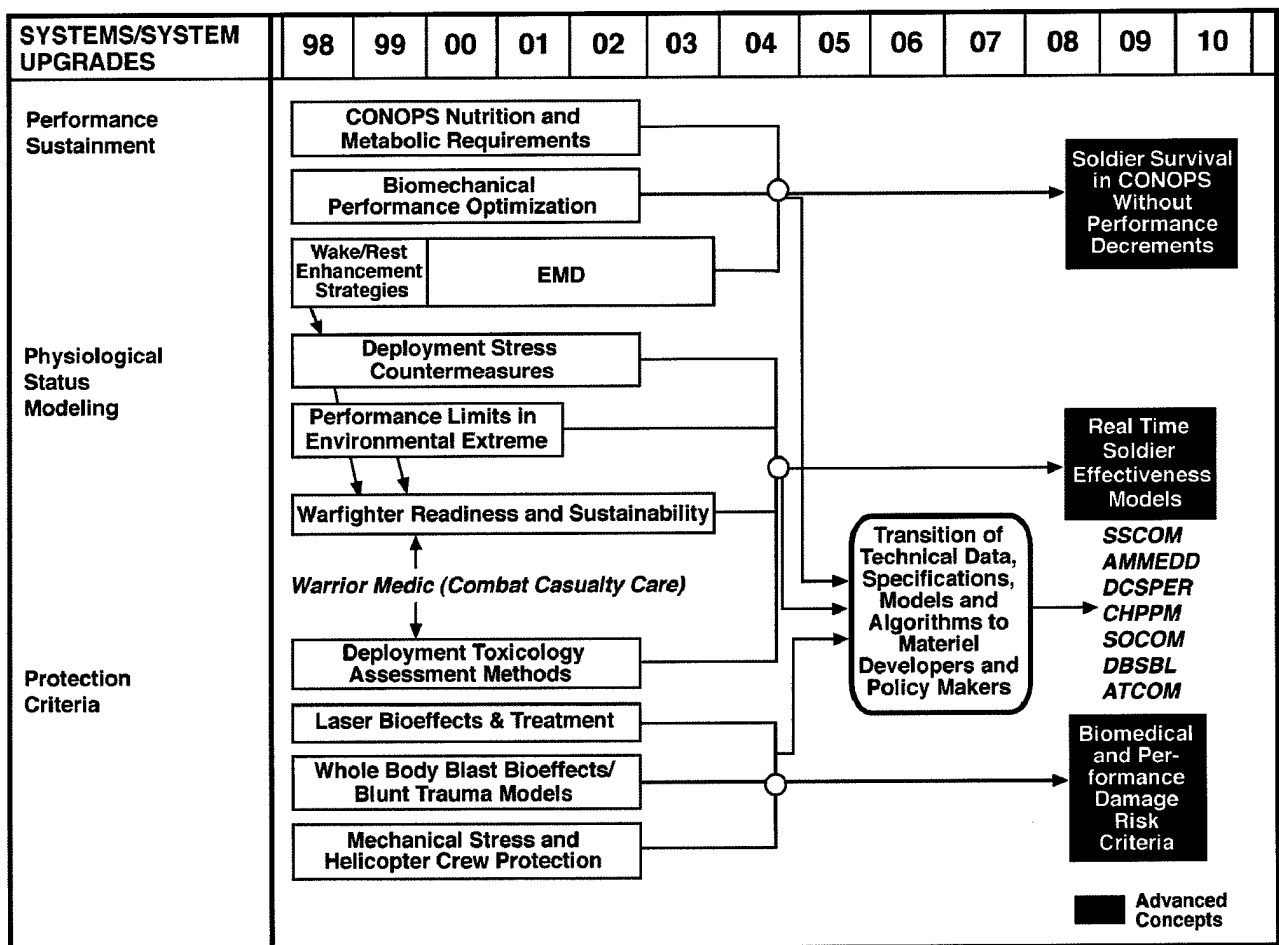 SYSTEMS/SYSTEM
UPGRADES
98 99 00 01 02 03 04 05 06 07 08 09 10
Performance
Sustainment
CONOPS Nutrition and
Metabolic Requirements
Biomechanical
Performance Optimization
Wake/Rest
Enhancement
Strategies
EMD
Soldier Survival
in CONOPS
Without
Performance
Decrements
Physiological
Status
Modeling
Deployment Stress
Countermeasures
Performance Limits in
Environmental Extreme
Warfighter Readiness and Sustainability
Real Time
Soldier
Effectiveness
Models
Warrior Medic (Combat Casualty Care)
Transition of
Technical Data,
Specifications,
Models and
Algorithms to
Materiel
Developers and
Policy Makers
SSCOM
AMMEDD
DCSPER
CHPPM
SOCOM
DBSBL
ATCOM
Protection
Criteria
Deployment Toxicology
Assessment Methods
Laser Bioeffects & Treatment
Whole Body Blast Bioeffects/
Blunt Trauma Models
Mechanical Stress and
Helicopter Crew Protection
Biomedical
and Per-
formance
Damage
Risk
Criteria
Advanced
Concepts